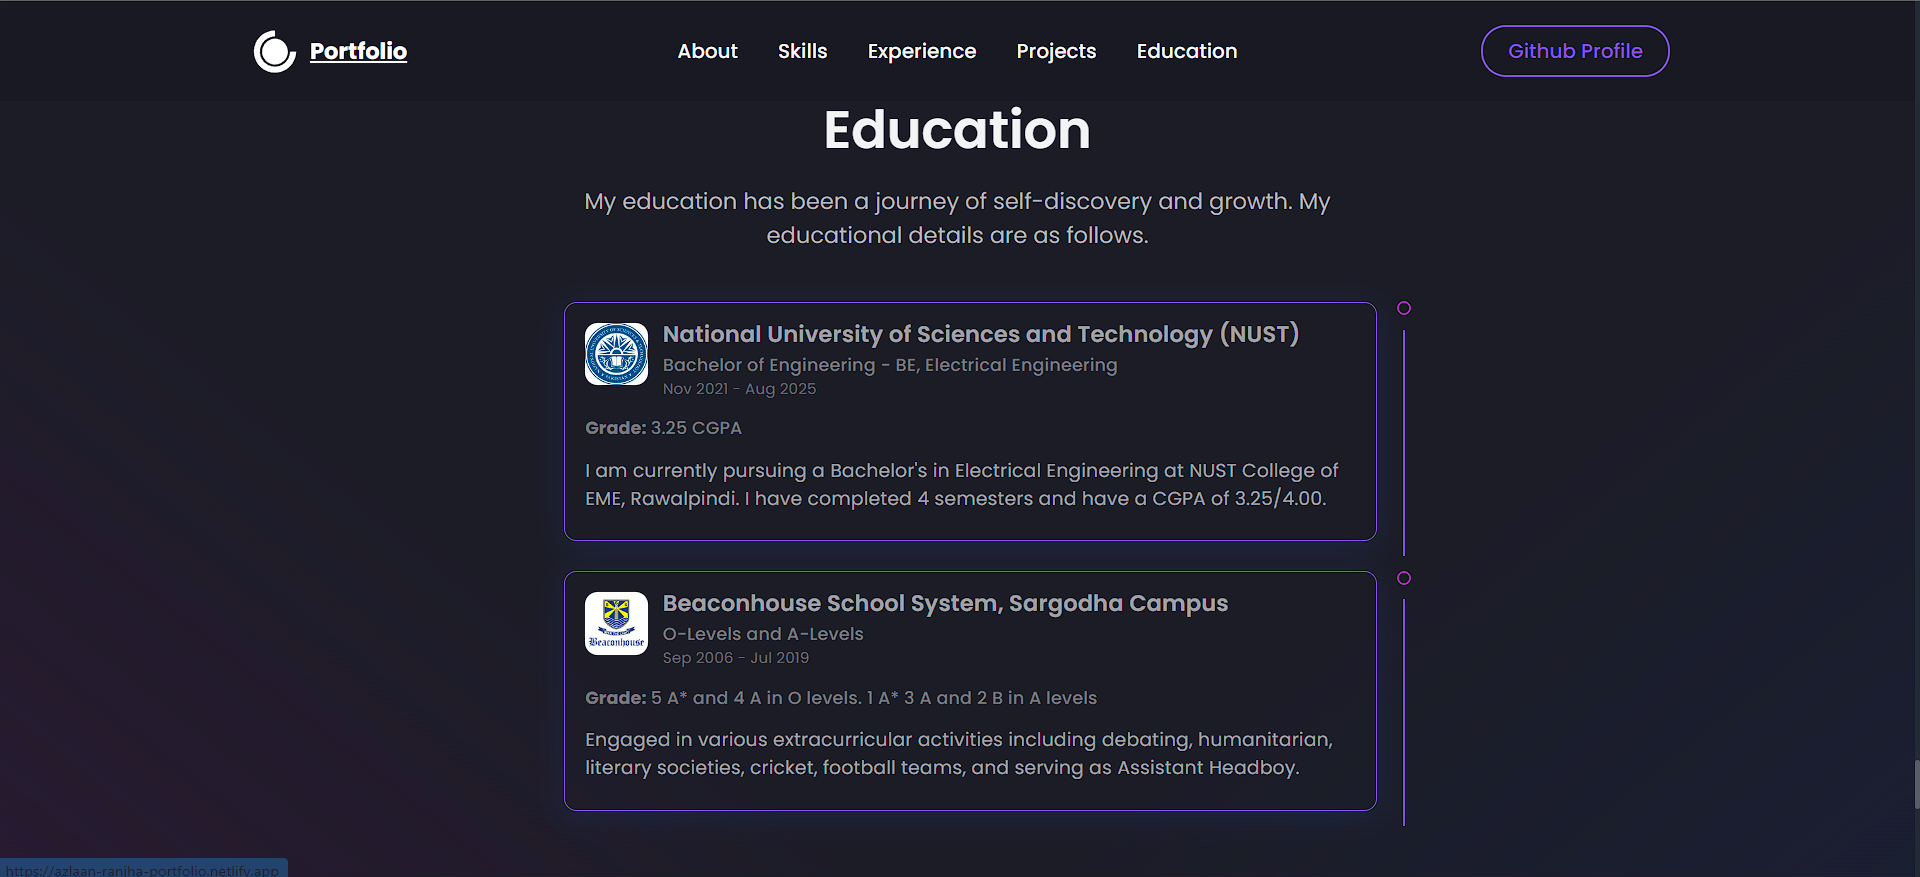 Portfolio
About
Skills
Experience
Projects
Education
Github Profile
Education
My education has been a journey of self-discovery and growth. My
educational details are as follows.
National University of Sciences and Technology (NUST)
Bachelor of Engineering - BE, Electrical Engineering
Nov 2021 - Aug 2025
Grade: 3.25 CGPA
I am currently pursuing a Bachelor's in Electrical Engineering at NUST College of
EME, Rawalpindi. I have completed 4 semesters and have a CGPA of 3.25/4.00.
Beaconhouse
Beaconhouse School System, Sargodha Campus
O-Levels and A-Levels
Sep 2006 - Jul 2019
Grade: 5 A* and 4 A in O levels. 1 A* 3 A and 2 B in A levels
Engaged in various extracurricular activities including debating, humanitarian,
literary societies, cricket, football teams, and serving as Assistant Headboy.
https://azlaan-ranjha-portfolio.netlify.app